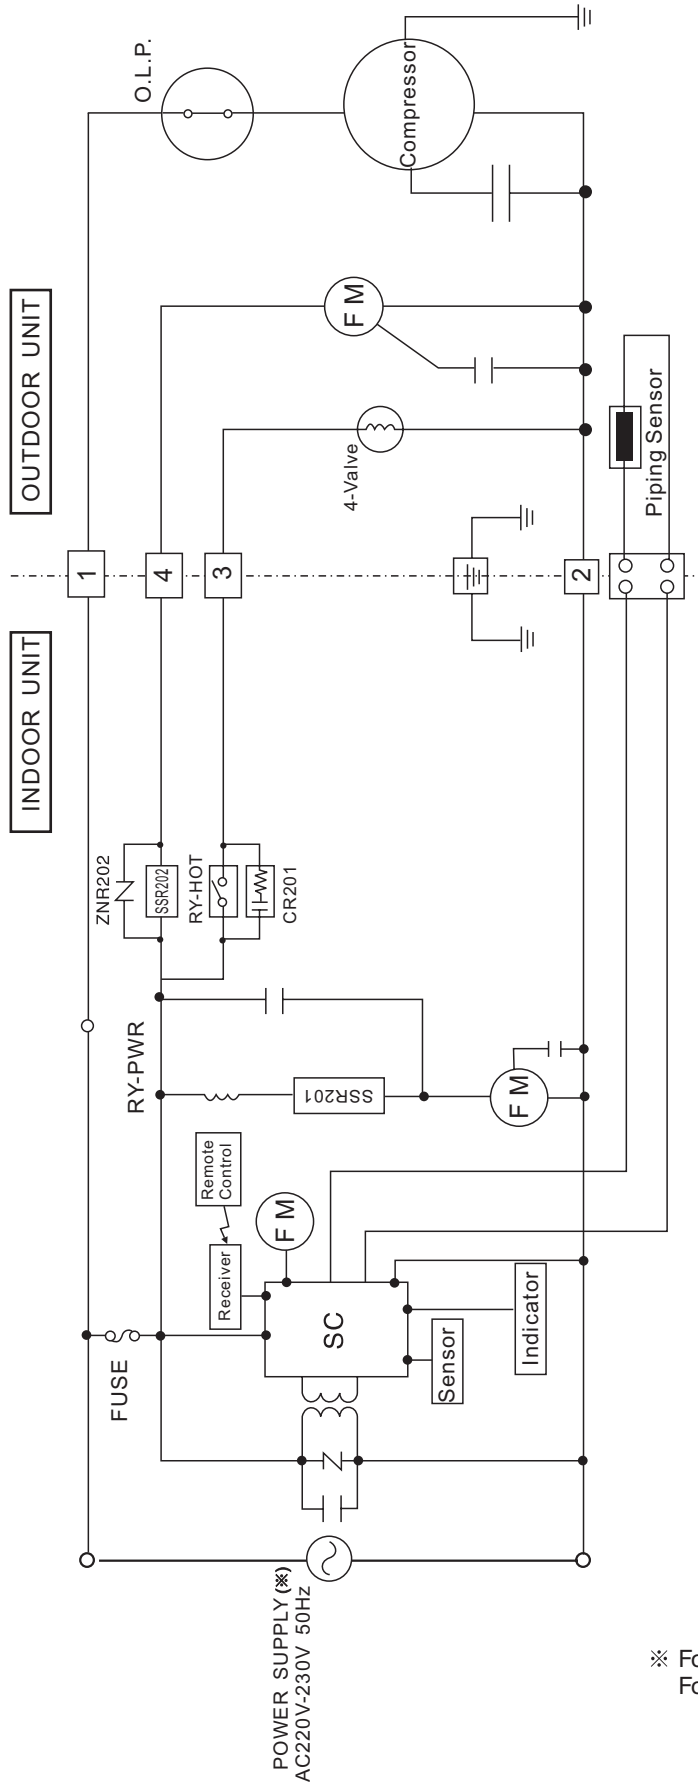 INDOOR UNIT
OUTDOOR UNIT
O.L.P.
Compressor
F M
4-Valve
Piping Sensor
1
4
3
2
ZNR202
SSR202
RY-HOT
CR201
RY-PWR
SSR201
F M
Remote
Control
Receiver
F M
SC
FUSE
Sensor
Indicator
POWER SUPPLY(※)
AC220V-230V 50Hz
※ Fo
Fo